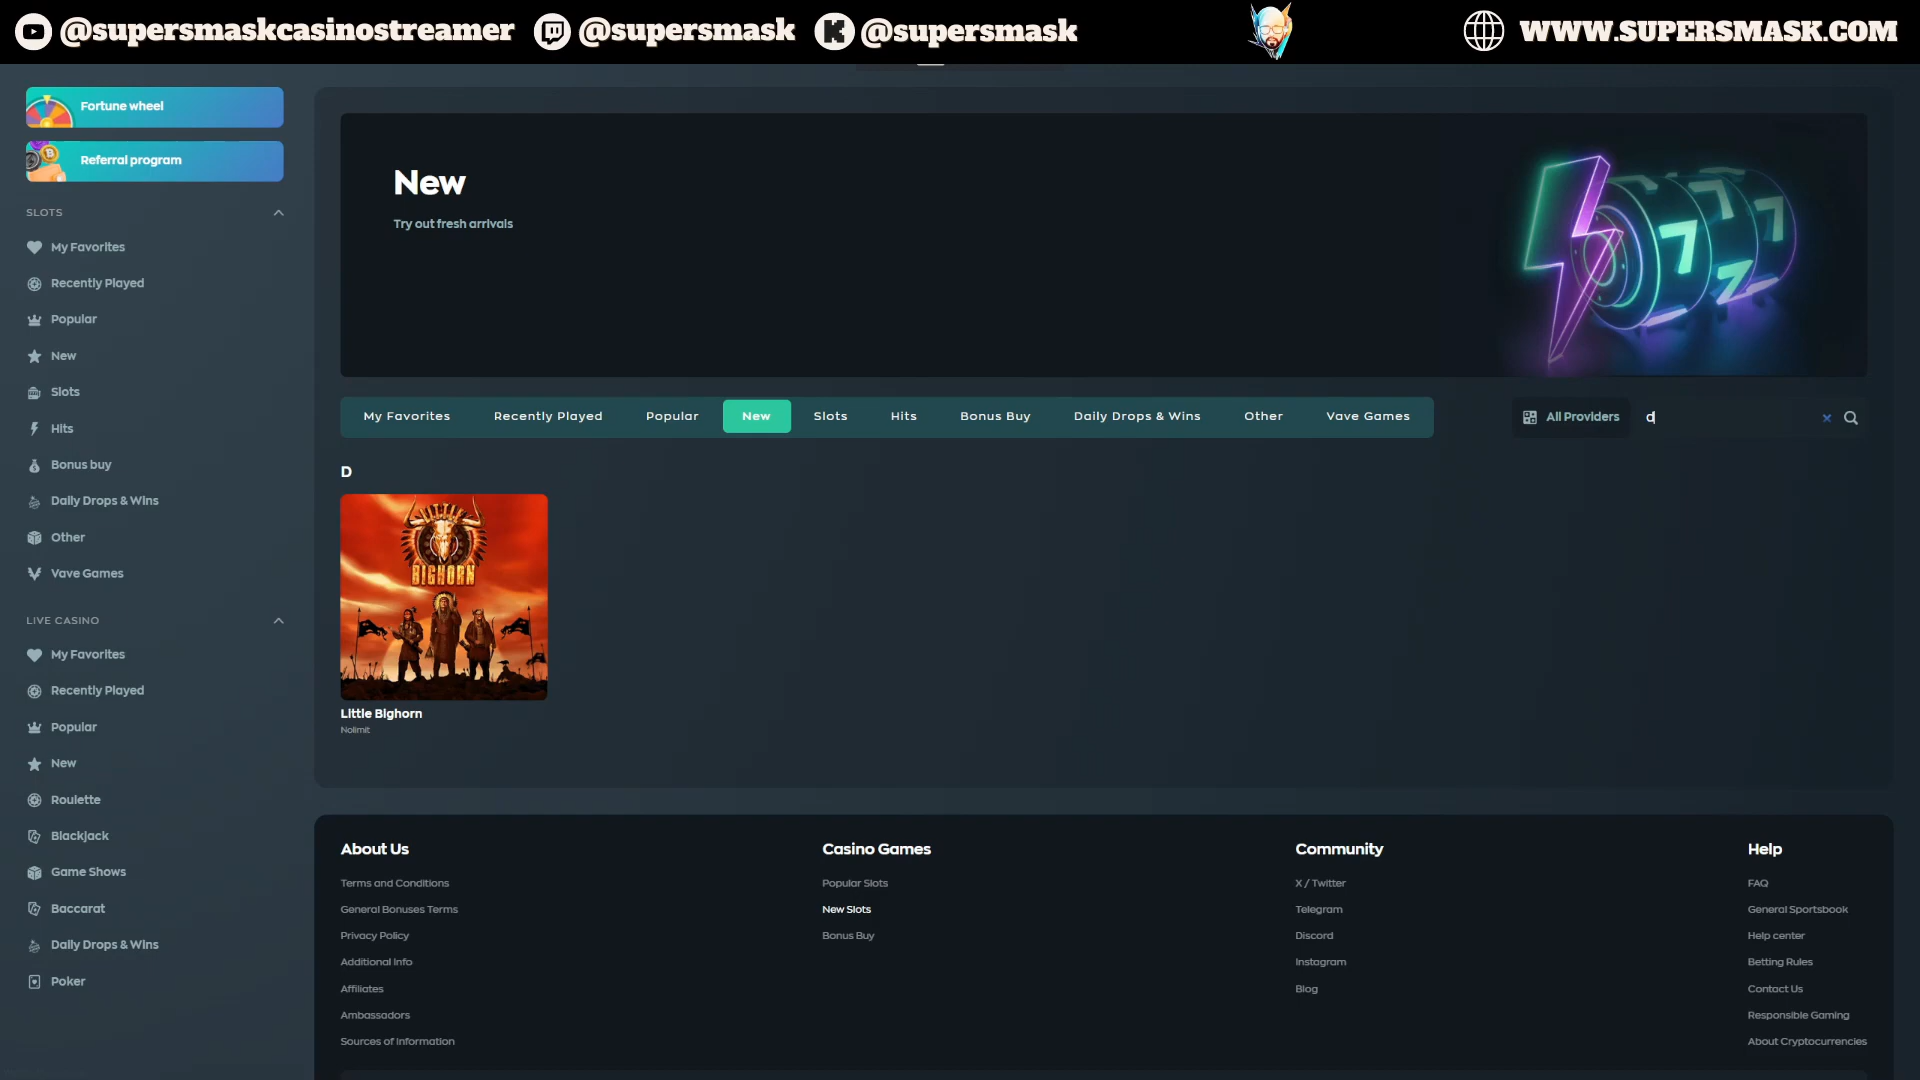 @supersmaskcasinostreamer @supersmask @supersmask WWW.SUPERSMASK.COM
Fortune wheel
Referral program
SLOTS
My Favorites
Recently Played
Popular
New
Slots
Hits
Bonus buy
Daily Drops & Wins
Other
Vave Games
LIVE CASINO
My Favorites
Recently Played
Popular
New
Roulette
Blackjack
Game Shows
Baccarat
Daily Drops & Wins
Poker
New
Try out fresh arrivals
My Favorites Recently Played Popular New Slots Hits Bonus Buy Daily Drops & Wins Other Vave Games All Providers d
D
BIGHORN
Little Bighorn
Nolimit
About Us
Terms and Conditions
General Bonuses Terms
Privacy Policy
Additional Info
Affiliates
Ambassadors
Sources of Information
Casino Games
Popular Slots
New Slots
Bonus Buy
Community
X / Twitter
Telegram
Discord
Instagram
Blog
Help
FAQ
General Sportsbook
Help center
Betting Rules
Contact Us
Responsible Gaming
About Cryptocurrencies